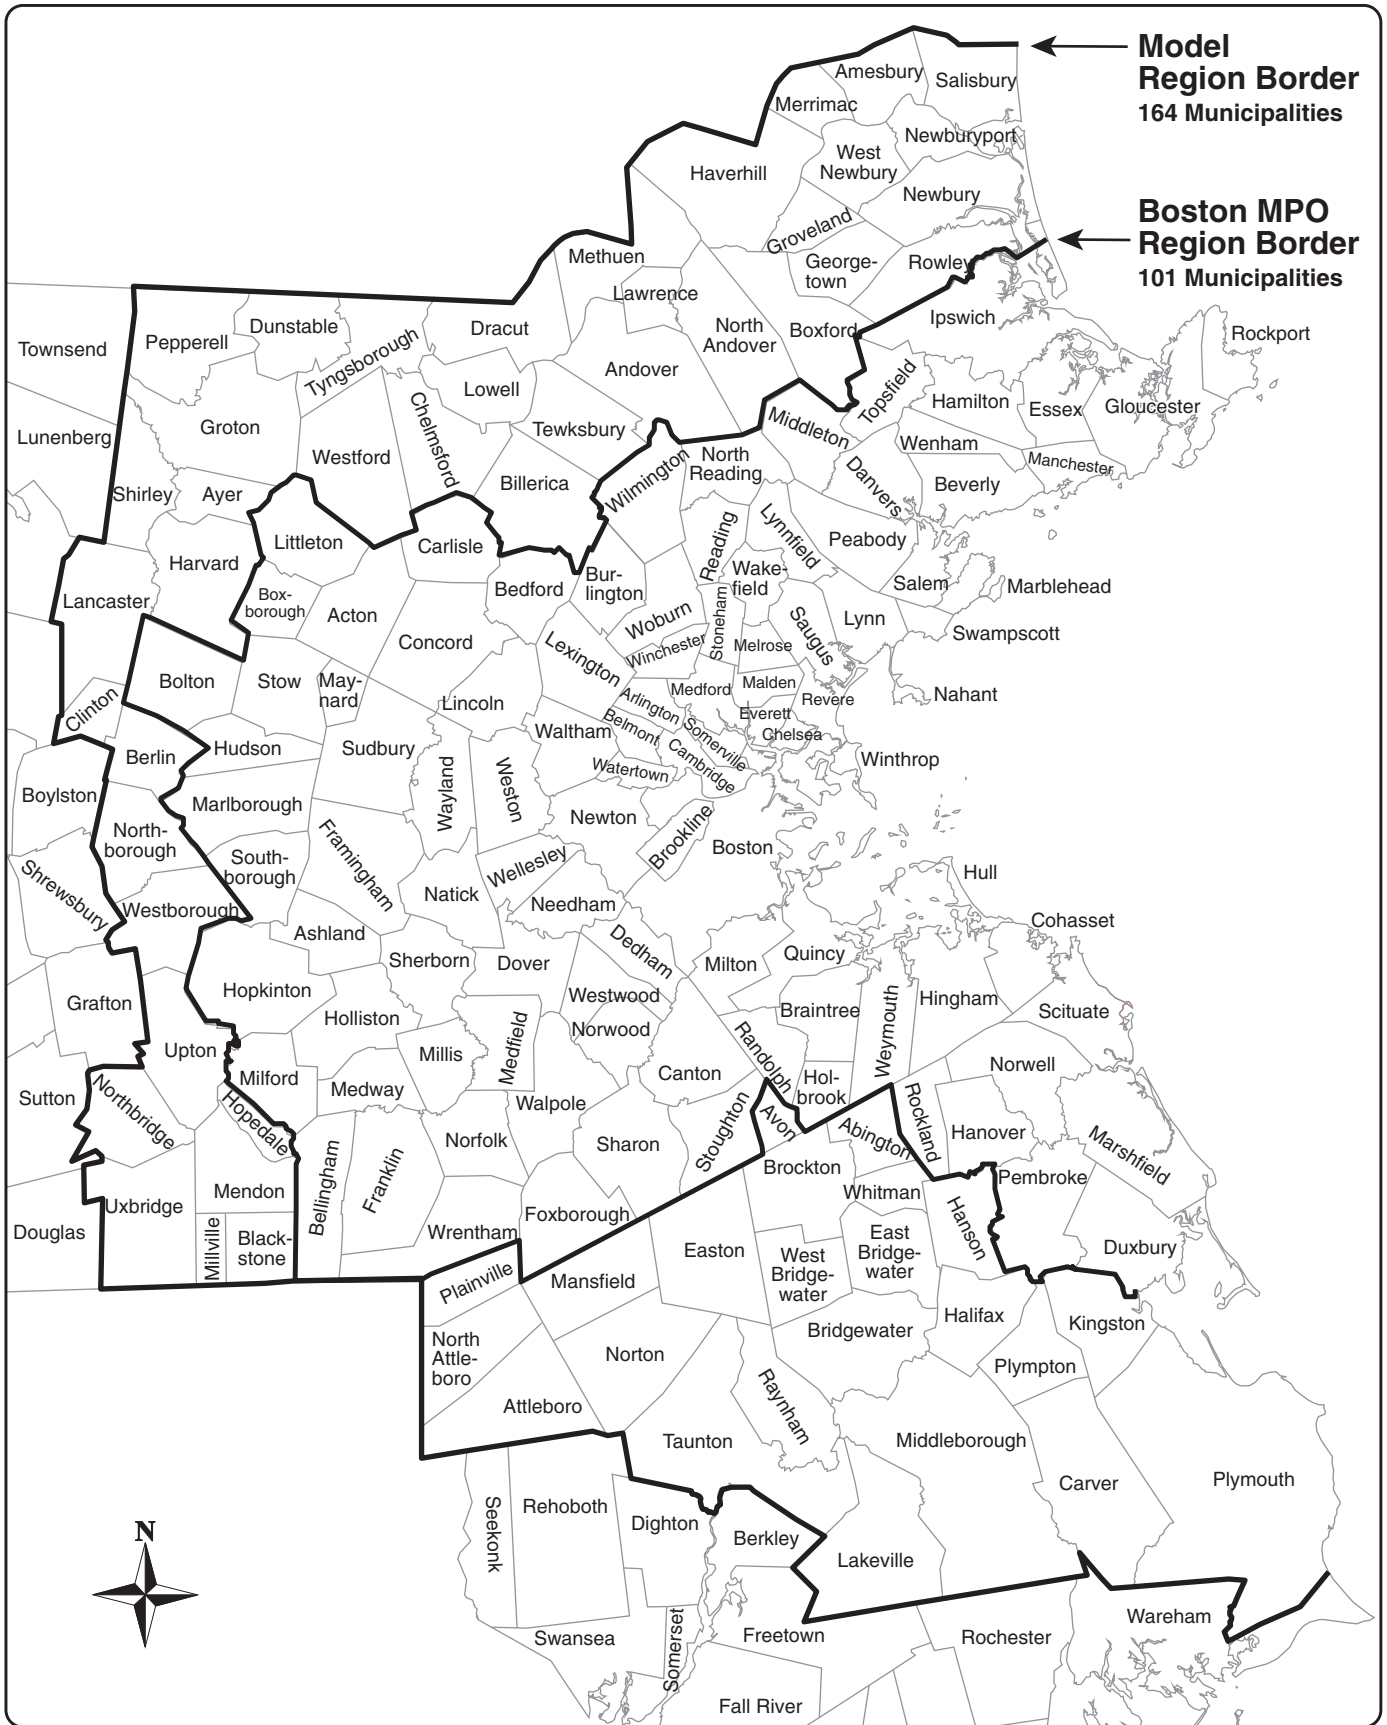 Model
Region Border
164 Municipalities
Boston MPO
Region Border
101 Municipalities
Amesbury
Salisbury
Merrimac
Newburyport
West
Newbury
Haverhill
Newbury
Groveland
Methuen
George-
town
Rowley
Lawrence
Ipswich
Dunstable
Dracut
North
Andover
Boxford
Rockport
Pepperell
Townsend
Tyngsborough
Andover
Topsfield
Lowell
Hamilton
Essex
Gloucester
Groton
Chelmsford
Tewksbury
Middleton
Lunenberg
Wenham
Westford
North
Reading
Manchester
Wilmington
Billerica
Danvers
Beverly
Shirley
Ayer
Littleton
Carlisle
Reading
Lynnfield
Peabody
Harvard
Wake-
field
Bedford
Bur-
lington
Salem
Marblehead
Lancaster
Box-
borough
Acton
Woburn
Stoneham
Lynn
Swampscott
Concord
Saugus
Winchester
Melrose
Lexington
Bolton
Stow
May-
nard
Medford
Malden
Nahant
Clinton
Lincoln
Arlington
Revere
Everett
Belmont
Somerville
Waltham
Chelsea
Berlin
Hudson
Sudbury
Winthrop
Cambridge
Watertown
Boylston
Wayland
Weston
Marlborough
Newton
North-
borough
Brookline
Boston
South-
borough
Framingham
Wellesley
Hull
Shrewsbury
Natick
Needham
Westborough
Cohasset
Ashland
Dedham
Quincy
Sherborn
Dover
Milton
Hopkinton
Westwood
Hingham
Grafton
Braintree
Scituate
Holliston
Norwood
Weymouth
Upton
Millis
Medfield
Randolph
Norwell
Milford
Canton
Hol-
brook
Medway
Sutton
Northbridge
Walpole
Hopedale
Rockland
Stoughton
Avon
Norfolk
Sharon
Abington
Hanover
Marshfield
Brockton
Bellingham
Franklin
Pembroke
Mendon
Whitman
Uxbridge
Foxborough
Hanson
Douglas
Wrentham
Millville
Black-
stone
Easton
East
Bridge-
water
Duxbury
West
Bridge-
water
Plainville
Mansfield
Halifax
Kingston
Bridgewater
North
Attle-
boro
Norton
Plympton
Attleboro
Raynham
Taunton
Middleborough
Carver
Plymouth
Seekonk
Rehoboth
Dighton
N
Berkley
Lakeville
Wareham
Swansea
Somerset
Freetown
Rochester
Fall River